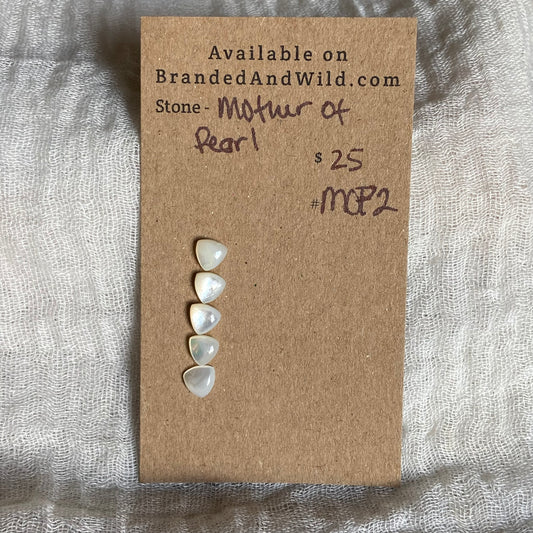 Available on
BrandedAndWild.com
Stone - Mother of
Pearl
$ 25
#MOP2